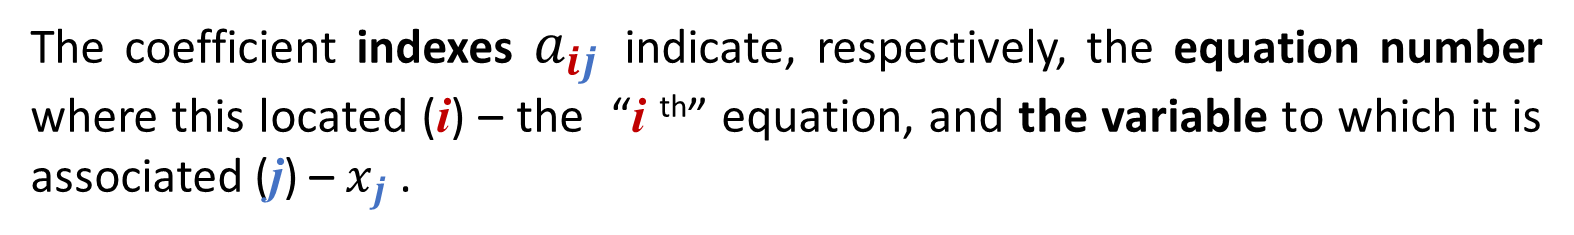 The coefficient indexes aᵢⱼ indicate, respectively, the equation number
where this located (i) – the “i th” equation, and the variable to which it is
associated (j) – xⱼ .